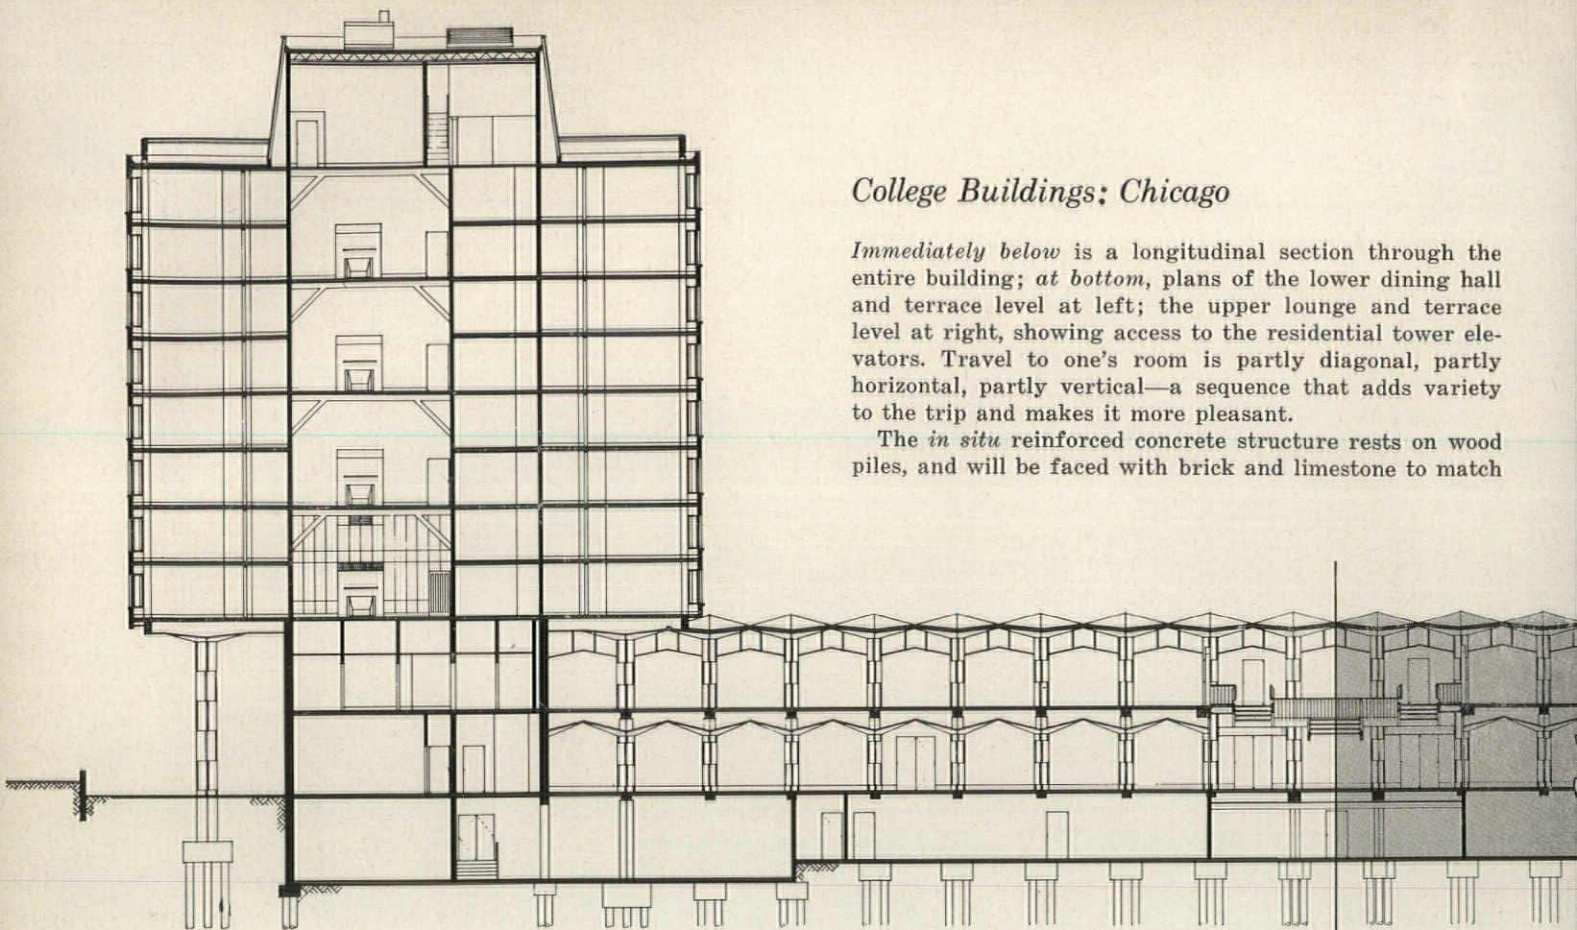 College Buildings: Chicago
Immediately below is a longitudinal section through the
entire building; at bottom, plans of the lower dining hall
and terrace level at left; the upper lounge and terrace
level at right, showing access to the residential tower ele-
vators. Travel to one's room is partly diagonal, partly
horizontal, partly vertical—a sequence that adds variety
to the trip and makes it more pleasant.
The in situ reinforced concrete structure rests on wood
piles, and will be faced with brick and limestone to match